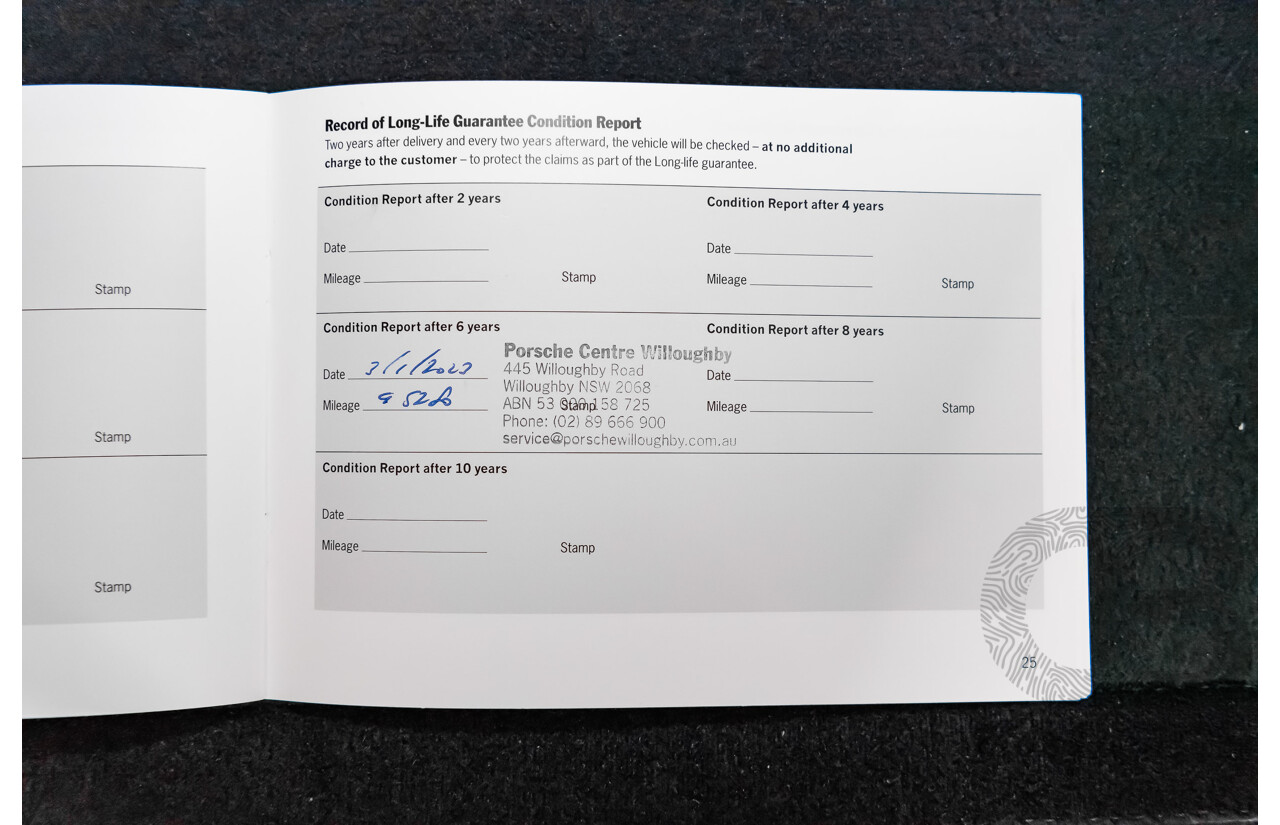 Stamp
Stamp
Stamp
Record of Long-Life Guarantee Condition Report
Two years after delivery and every two years afterward, the vehicle will be checked – at no additional
charge to the customer – to protect the claims as part of the Long-life guarantee.
Condition Report after 2 years
Date
Mileage
Stamp
Condition Report after 4 years
Date
Mileage
Stamp
Condition Report after 6 years
Date 3/1/2023
Mileage
Stamp
Porsche Centre Willoughby
445 Willoughby Road
Willoughby NSW 2068
ABN 53 000 158 725
Phone: (02) 89 666 900
service@porschewilloughby.com.au
Condition Report after 8 years
Date
Mileage
Stamp
Condition Report after 10 years
Date
Mileage
Stamp
25